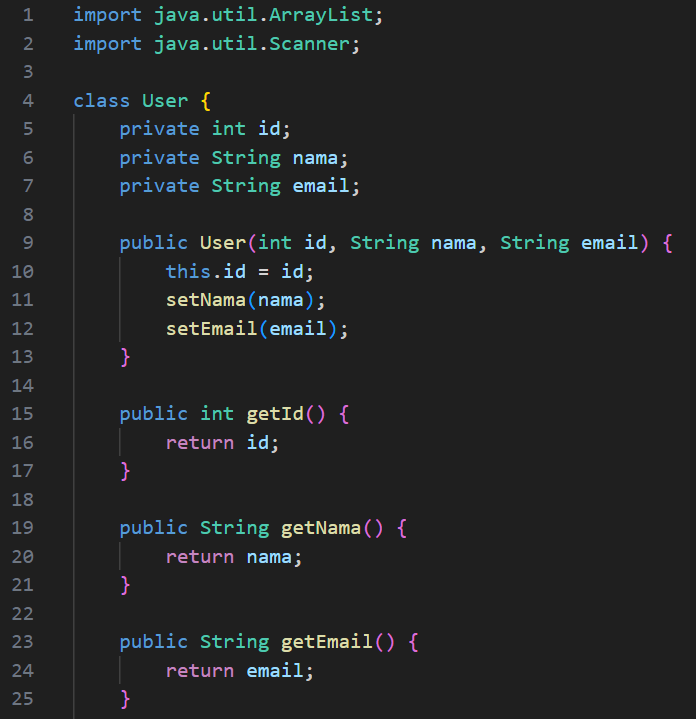 1 import java.util.ArrayList;
2 import java.util.Scanner;
3
4 class User {
5     private int id;
6     private String nama;
7     private String email;
8
9     public User(int id, String nama, String email) {
10         this.id = id;
11         setNama(nama);
12         setEmail(email);
13     }
14
15     public int getId() {
16         return id;
17     }
18
19     public String getNama() {
20         return nama;
21     }
22
23     public String getEmail() {
24         return email;
25     }